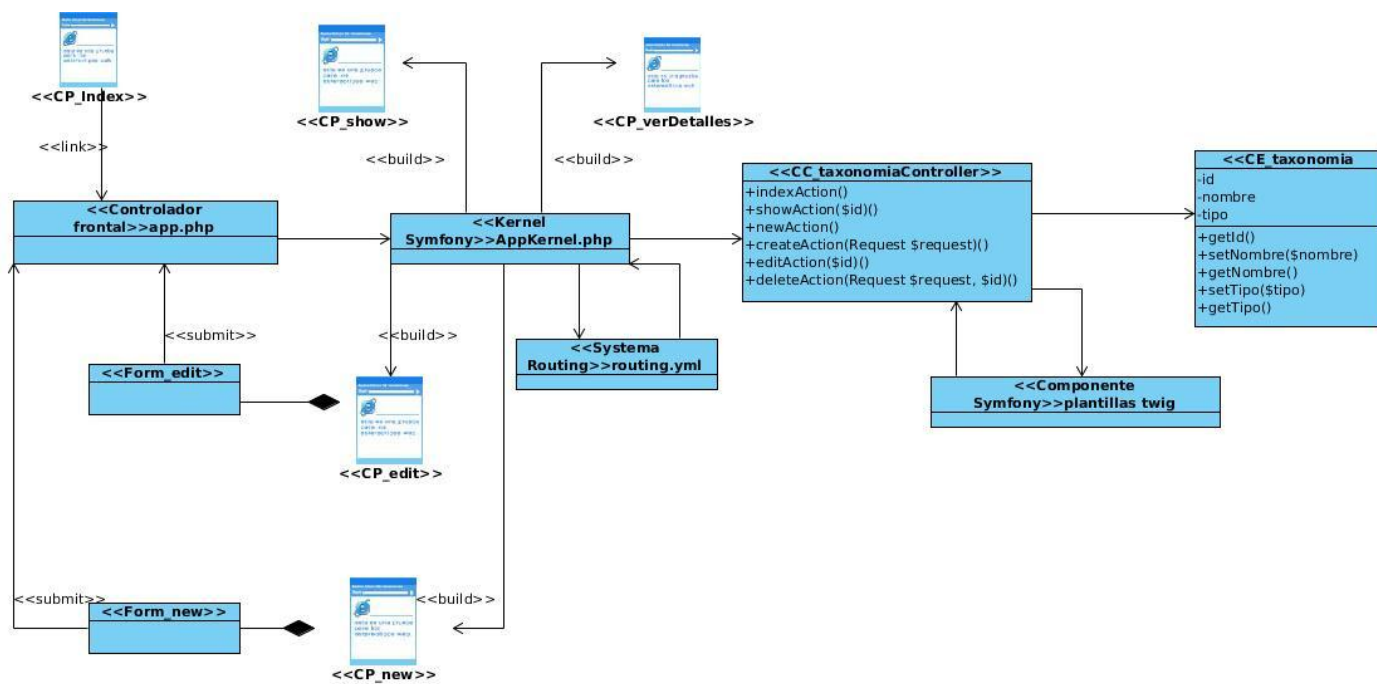 <<CP_Index>>
<<link>>
<<CP_show>>
<<build>>
<<CP_verDetalles>>
<<build>>
<<Controlador
frontal>>app.php
<<Kernel
Symfony>>AppKernel.php
<<CC_taxonomiaController>>
+indexAction()
+showAction($id)()
+newAction()
+createAction(Request $request)()
+editAction($id)()
+deleteAction(Request $request, $id)()
<<CE_taxonomia
-id
-nombre
-tipo
+getId()
+setNombre($nombre)
+getNombre()
+setTipo($tipo)
+getTipo()
<<submit>>
<<build>>
<<Systema
Routing>>routing.yml
<<Form_edit>>
<<CP_edit>>
<<Componente
Symfony>>plantillas twig
<<submit>>
<<Form_new>>
<<build>>
<<CP_new>>